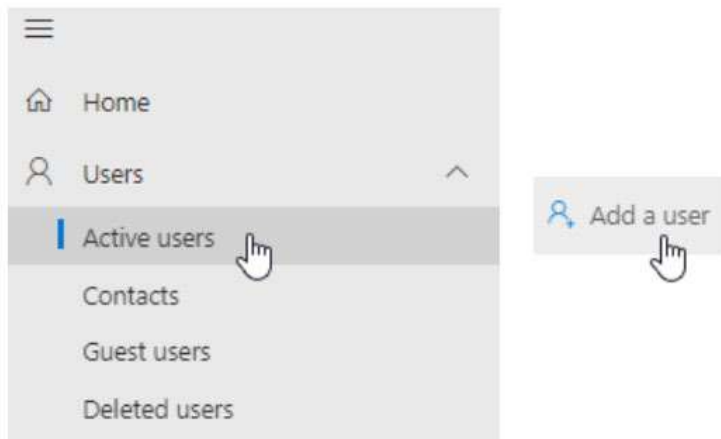 Home
Users
Active users
Contacts
Guest users
Deleted users
Add a user